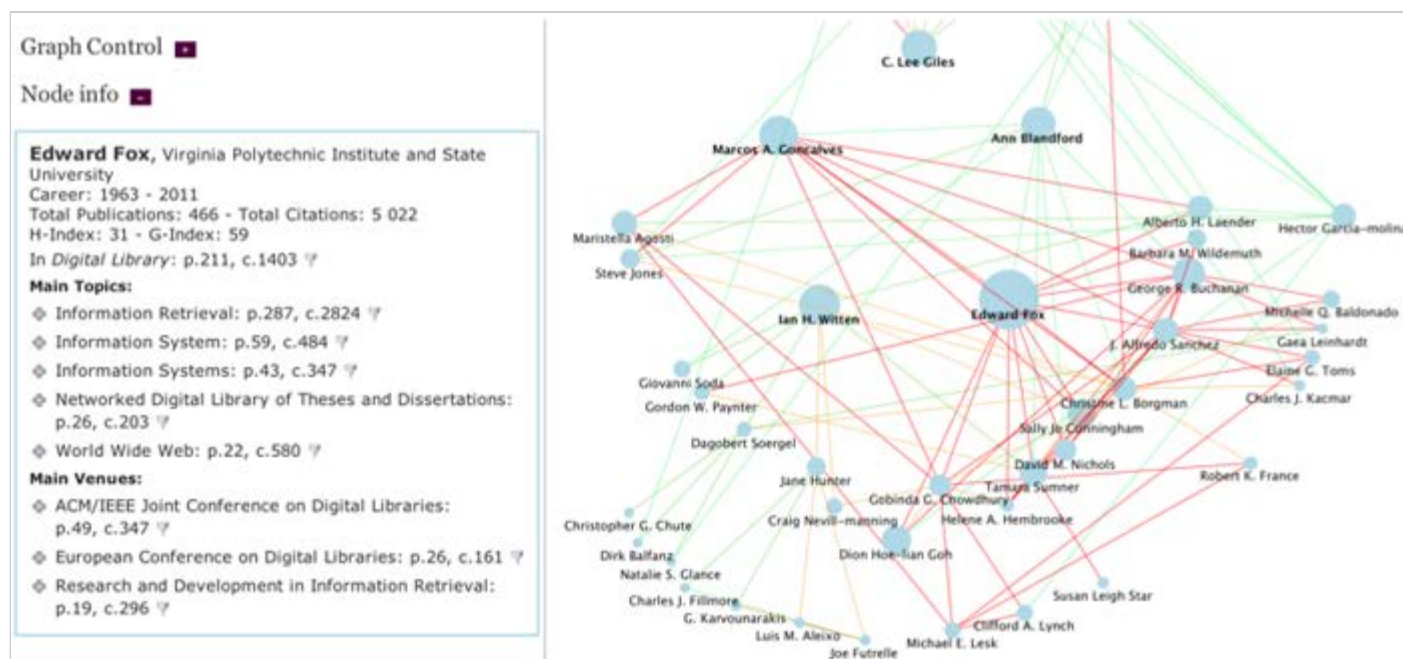 Graph Control +
Node info -
Edward Fox, Virginia Polytechnic Institute and State
University
Career: 1963 - 2011
Total Publications: 466 - Total Citations: 5 022
H-Index: 31 - G-Index: 59
In Digital Library: p.211, c.1403
Main Topics:
Information Retrieval: p.287, c.2824
Information System: p.59, c.484
Information Systems: p.43, c.347
Networked Digital Library of Theses and Dissertations:
p.26, c.203
World Wide Web: p.22, c.580
Main Venues:
ACM/IEEE Joint Conference on Digital Libraries:
p.49, c.347
European Conference on Digital Libraries: p.26, c.161
Research and Development in Information Retrieval:
p.19, c.296
C. Lee Giles
Ann Blandford
Marcos A. Goncalves
Alberto H. Laender
Hector Garcia-molina
Maristella Agosti
Barbara M. Wildemuth
Steve Jones
George R. Buchanan
Michelle Q. Baldonado
Edward Fox
Ian H. Witten
Gaea Leinhardt
J. Alfredo Sanchez
Elaine G. Toms
Giovanni Soda
Charles J. Kacmar
Gordon W. Paynter
Christine L. Borgman
Sally Jo Cunningham
Dagobert Soergel
David M. Nichols
Robert K. France
Jane Hunter
Tamara Sumner
Gobinda G. Chowdhury
Craig Nevill-manning
Helene A. Hembrooke
Christopher G. Chute
Dirk Balfanz
Dion Hoe-lian Goh
Natalie S. Glance
Susan Leigh Star
Charles J. Fillmore
G. Karvounarakis
Clifford A. Lynch
Luis M. Aleixo
Michael E. Lesk
Joe Futrelle